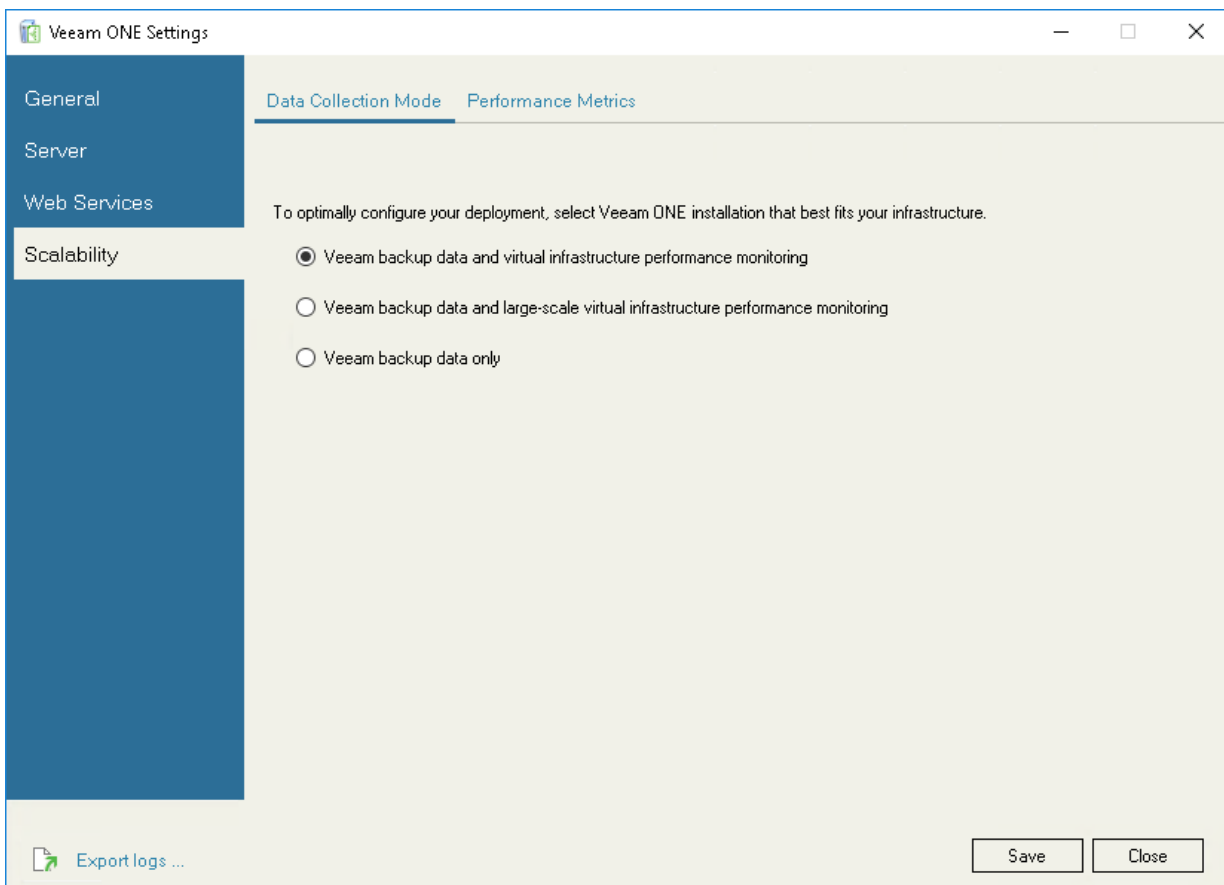 Veeam ONE Settings
General
Server
Web Services
Scalability
Data Collection Mode Performance Metrics
To optimally configure your deployment, select Veeam ONE installation that best fits your infrastructure.
Veeam backup data and virtual infrastructure performance monitoring
Veeam backup data and large-scale virtual infrastructure performance monitoring
Veeam backup data only
Export logs ...
Save Close